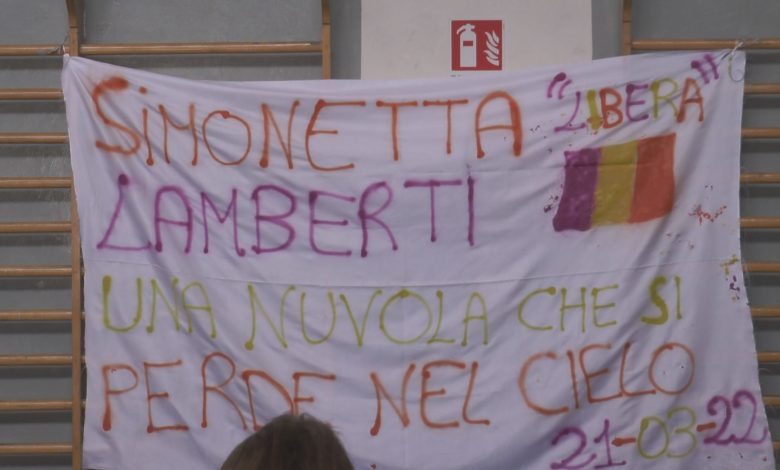 SiMONETTA "LIBERA"
LAMBERTI
UNA NUVOLA CHE SI
PERDE NEL CIELO
21-03-22